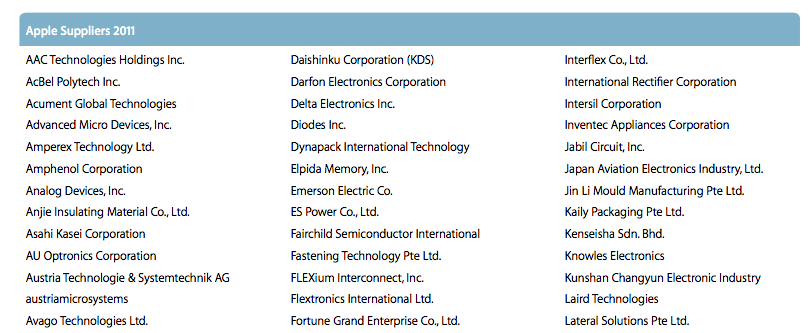 Apple Suppliers 2011
AAC Technologies Holdings Inc.
AcBel Polytech Inc.
Acument Global Technologies
Advanced Micro Devices, Inc.
Amperex Technology Ltd.
Amphenol Corporation
Analog Devices, Inc.
Anjie Insulating Material Co., Ltd.
Asahi Kasei Corporation
AU Optronics Corporation
Austria Technologie & Systemtechnik AG
austriamicrosystems
Avago Technologies Ltd.
Daishinku Corporation (KDS)
Darfon Electronics Corporation
Delta Electronics Inc.
Diodes Inc.
Dynapack International Technology
Elpida Memory, Inc.
Emerson Electric Co.
ES Power Co., Ltd.
Fairchild Semiconductor International
Fastening Technology Pte Ltd.
FLEXium Interconnect, Inc.
Flextronics International Ltd.
Fortune Grand Enterprise Co., Ltd.
Interflex Co., Ltd.
International Rectifier Corporation
Intersil Corporation
Inventec Appliances Corporation
Jabil Circuit, Inc.
Japan Aviation Electronics Industry, Ltd.
Jin Li Mould Manufacturing Pte Ltd.
Kaily Packaging Pte Ltd.
Kenseisha Sdn. Bhd.
Knowles Electronics
Kunshan Changyun Electronic Industry
Laird Technologies
Lateral Solutions Pte Ltd.